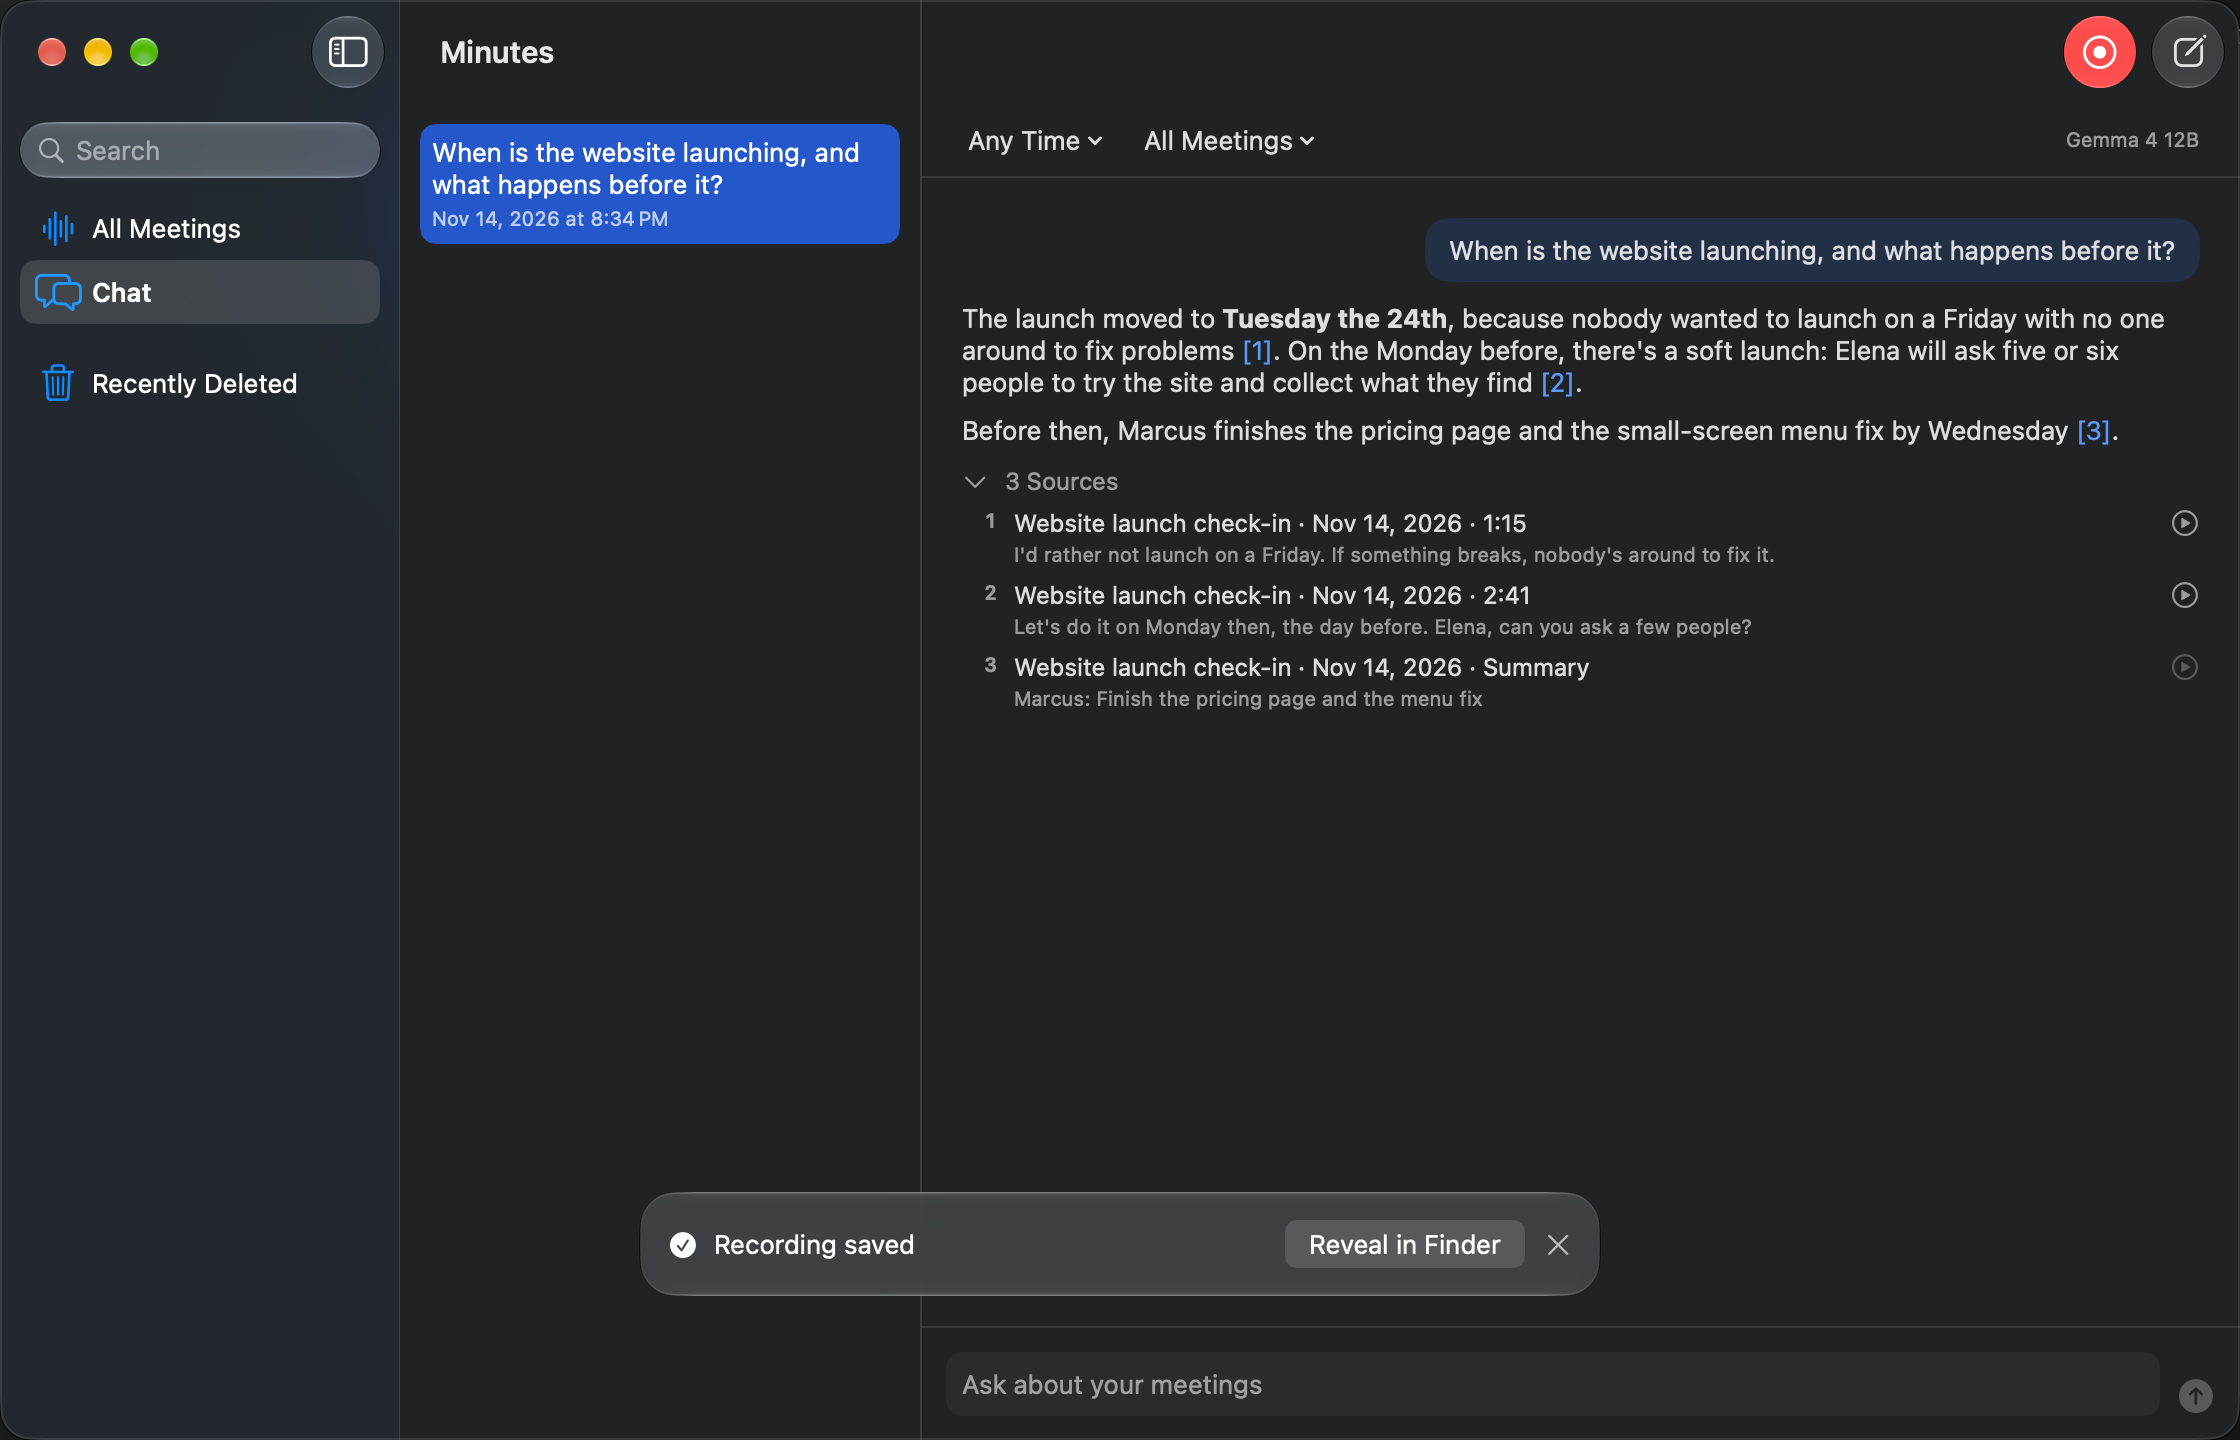 Minutes
Search
All Meetings
Chat
Recently Deleted
When is the website launching, and
what happens before it?
Nov 14, 2026 at 8:34 PM
Any Time
All Meetings
Gemma 4 12B
When is the website launching, and what happens before it?
The launch moved to Tuesday the 24th, because nobody wanted to launch on a Friday with no one
around to fix problems [1]. On the Monday before, there's a soft launch: Elena will ask five or six
people to try the site and collect what they find [2].
Before then, Marcus finishes the pricing page and the small-screen menu fix by Wednesday [3].
3 Sources
1 Website launch check-in · Nov 14, 2026 · 1:15
I'd rather not launch on a Friday. If something breaks, nobody's around to fix it.
2 Website launch check-in · Nov 14, 2026 · 2:41
Let's do it on Monday then, the day before. Elena, can you ask a few people?
3 Website launch check-in · Nov 14, 2026 · Summary
Marcus: Finish the pricing page and the menu fix
Recording saved
Reveal in Finder
Ask about your meetings